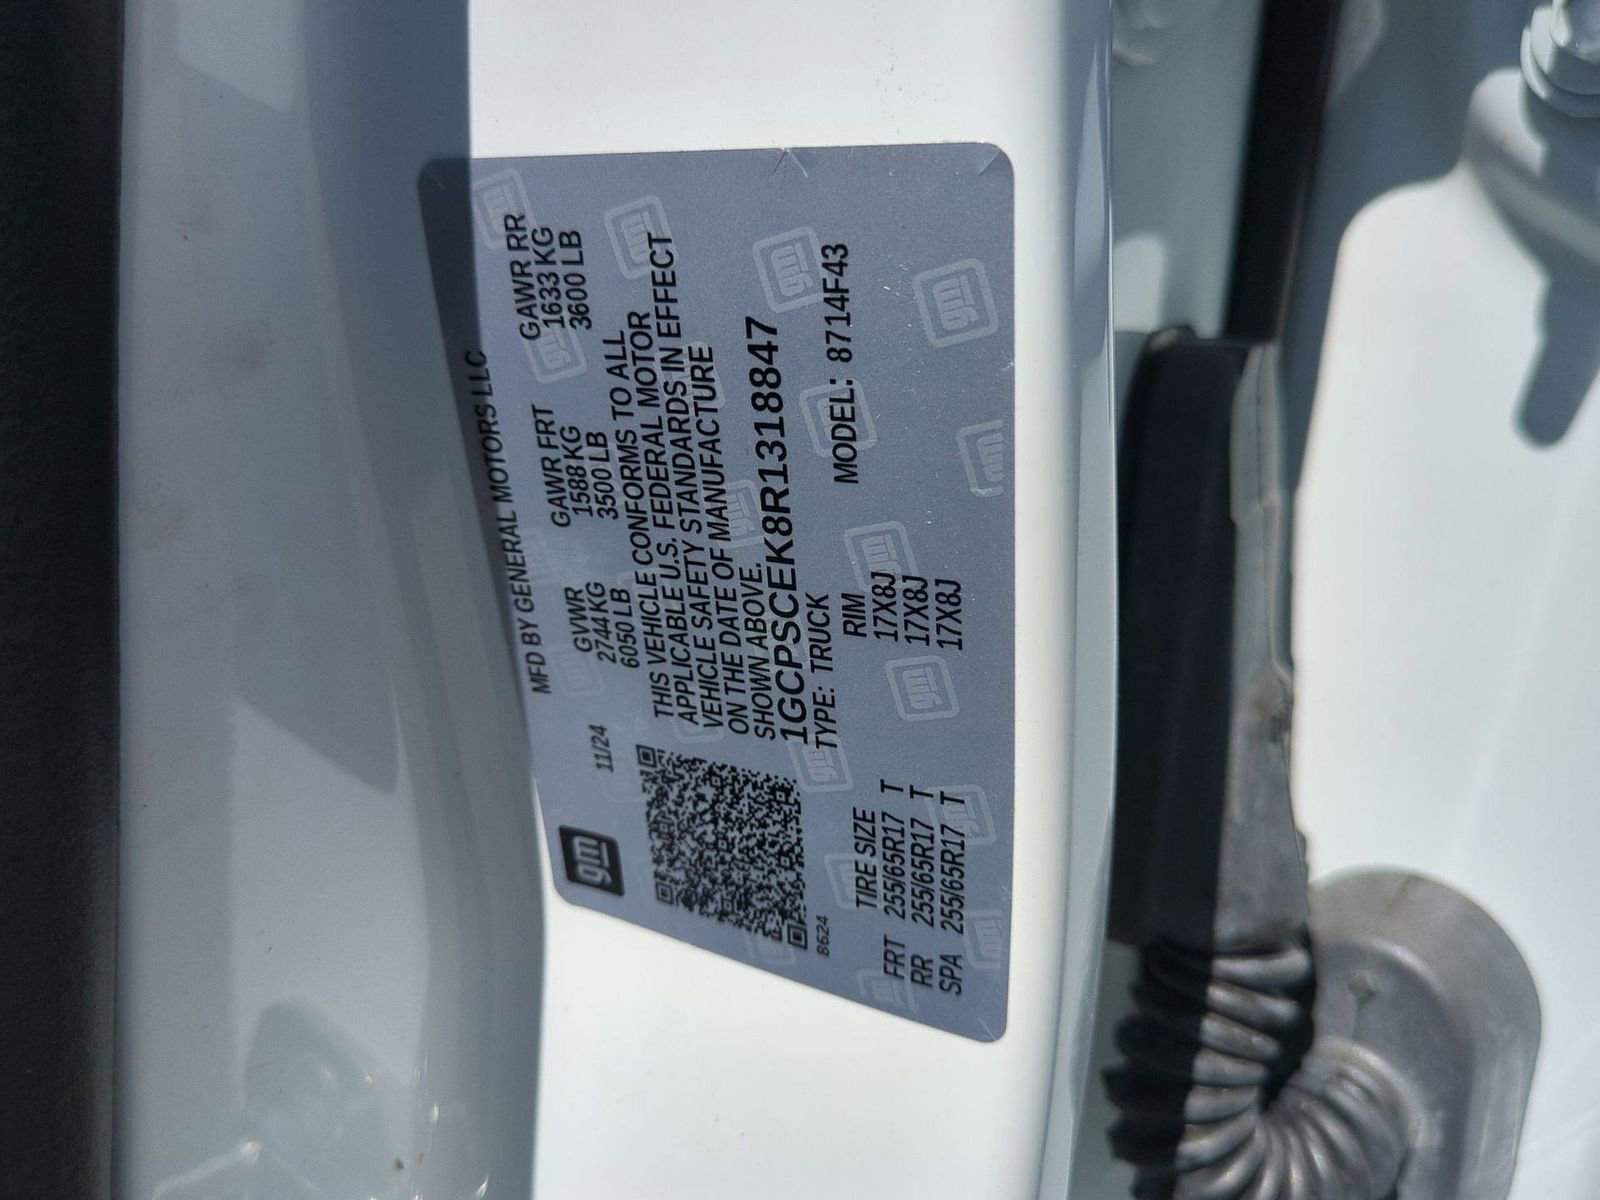 gm
11/24
MFD BY GENERAL MOTORS LLC
GVWR GAWR FRT GAWR RR
2744 KG 1588 KG 1633 KG
6050 LB 3500 LB 3600 LB
THIS VEHICLE CONFORMS TO ALL
APPLICABLE U.S. FEDERAL MOTOR
VEHICLE SAFETY STANDARDS IN EFFECT
ON THE DATE OF MANUFACTURE
SHOWN ABOVE.
1GCPSCEK8R1318847
TYPE: TRUCK MODEL: 8714F43
8624
TIRE SIZE RIM
FRT 255/65R17 T 17X8J
RR 255/65R17 T 17X8J
SPA 255/65R17 T 17X8J